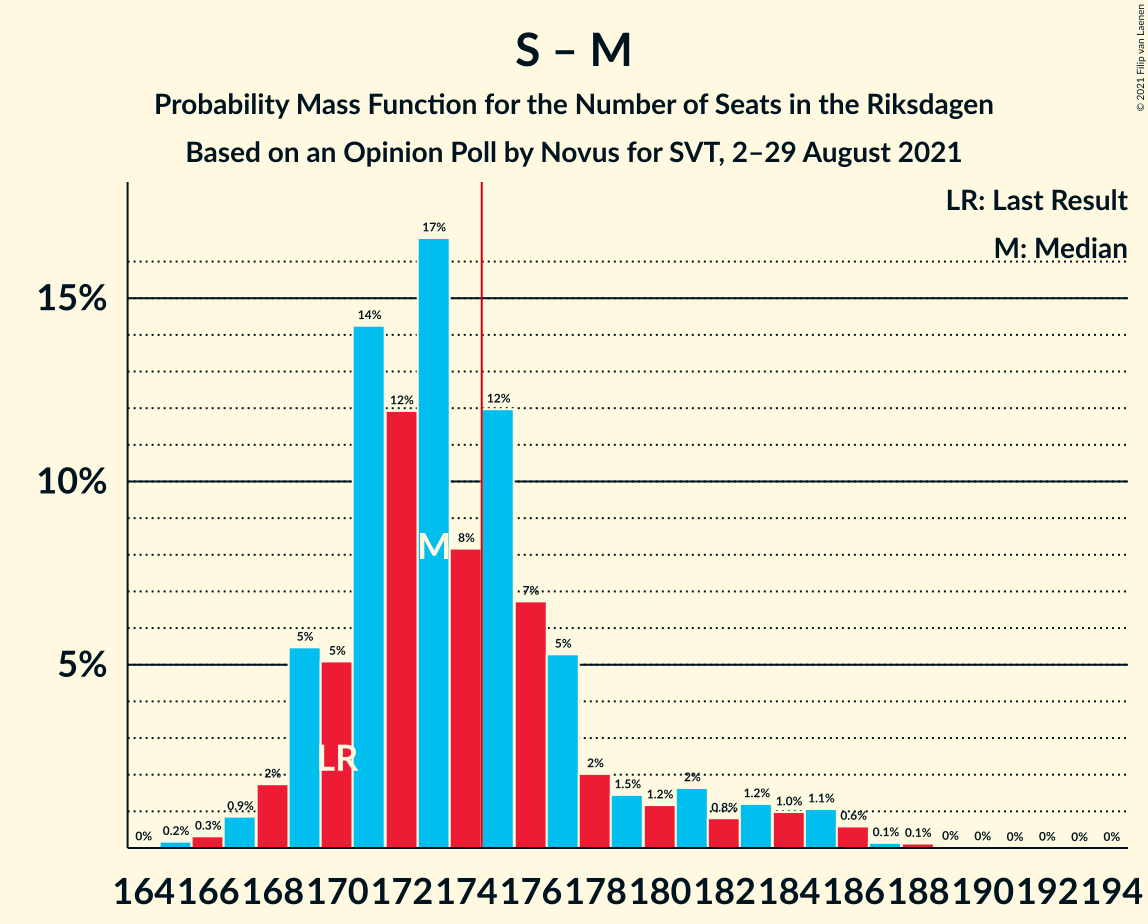 S – M
Probability Mass Function for the Number of Seats in the Riksdagen
Based on an Opinion Poll by Novus for SVT, 2–29 August 2021
© 2021 Filip van Laenen
LR: Last Result
M: Median
15%
10%
5%
0% 0.2% 0.3% 0.9% 2% 5% 5% 14% 12% 17% 8% 12% 7% 5% 2% 1.5% 1.2% 2% 0.8% 1.2% 1.0% 1.1% 0.6% 0.1% 0.1% 0% 0% 0% 0% 0% 0%
M
LR
164 166 168 170 172 174 176 178 180 182 184 186 188 190 192 194